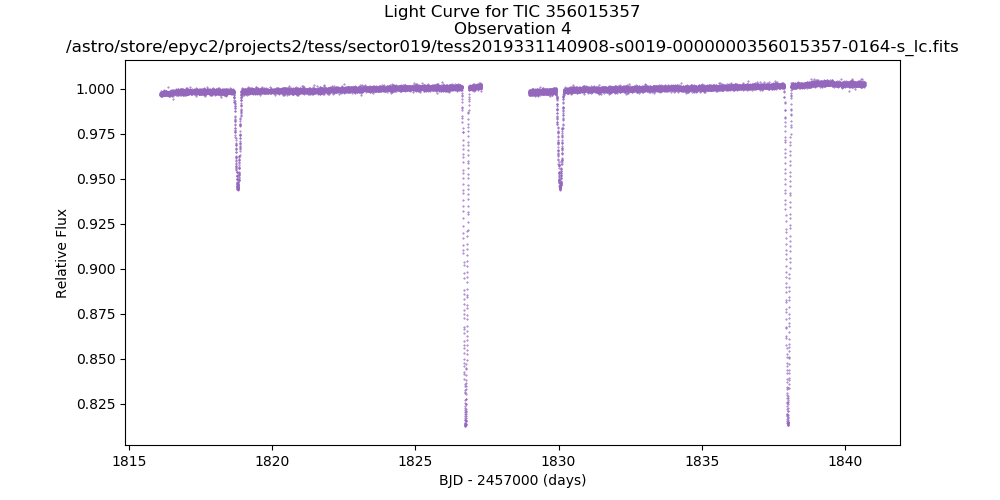 Light Curve for TIC 356015357
Observation 4
/astro/store/epyc2/projects2/tess/sector019/tess2019331140908-s0019-0000000356015357-0164-s_lc.fits
Relative Flux
1.000
0.975
0.950
0.925
0.900
0.875
0.850
0.825
1815
1820
1825
1830
1835
1840
BJD - 2457000 (days)